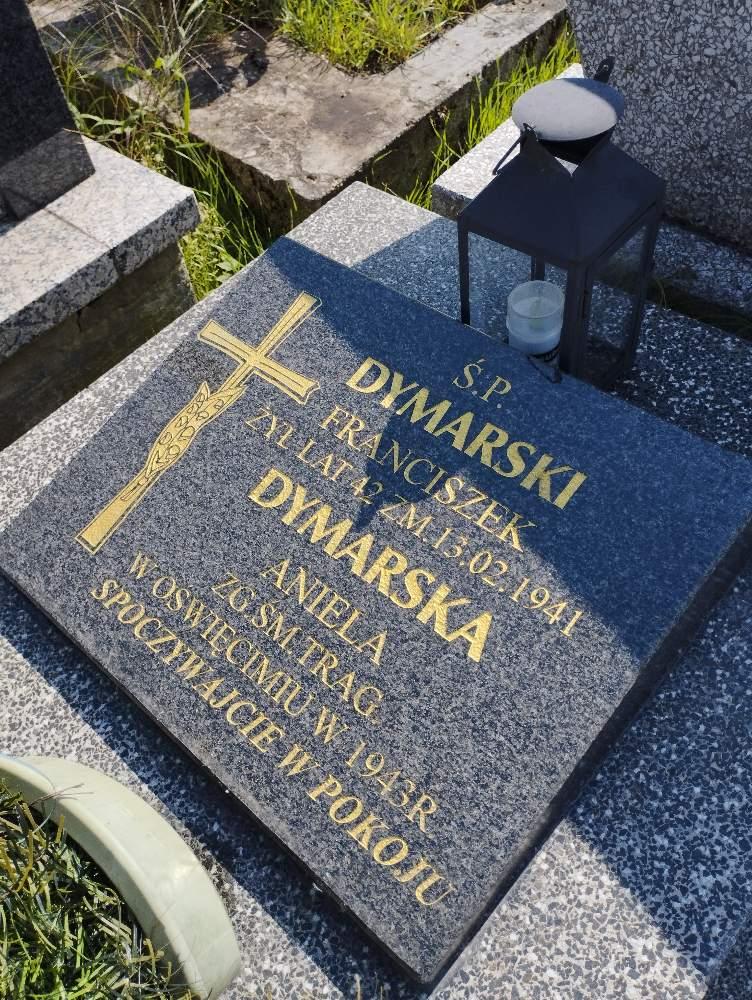 Ś.P.
DYMARSKI
FRANCISZEK
ŻYŁ LAT 42 ZM.13.02.1941
DYMARSKA
ANIELA
ZG ŚM.TRAG.
W OŚWIĘCIMIU W 1943R
SPOCZYWAJCIE W POKOJU